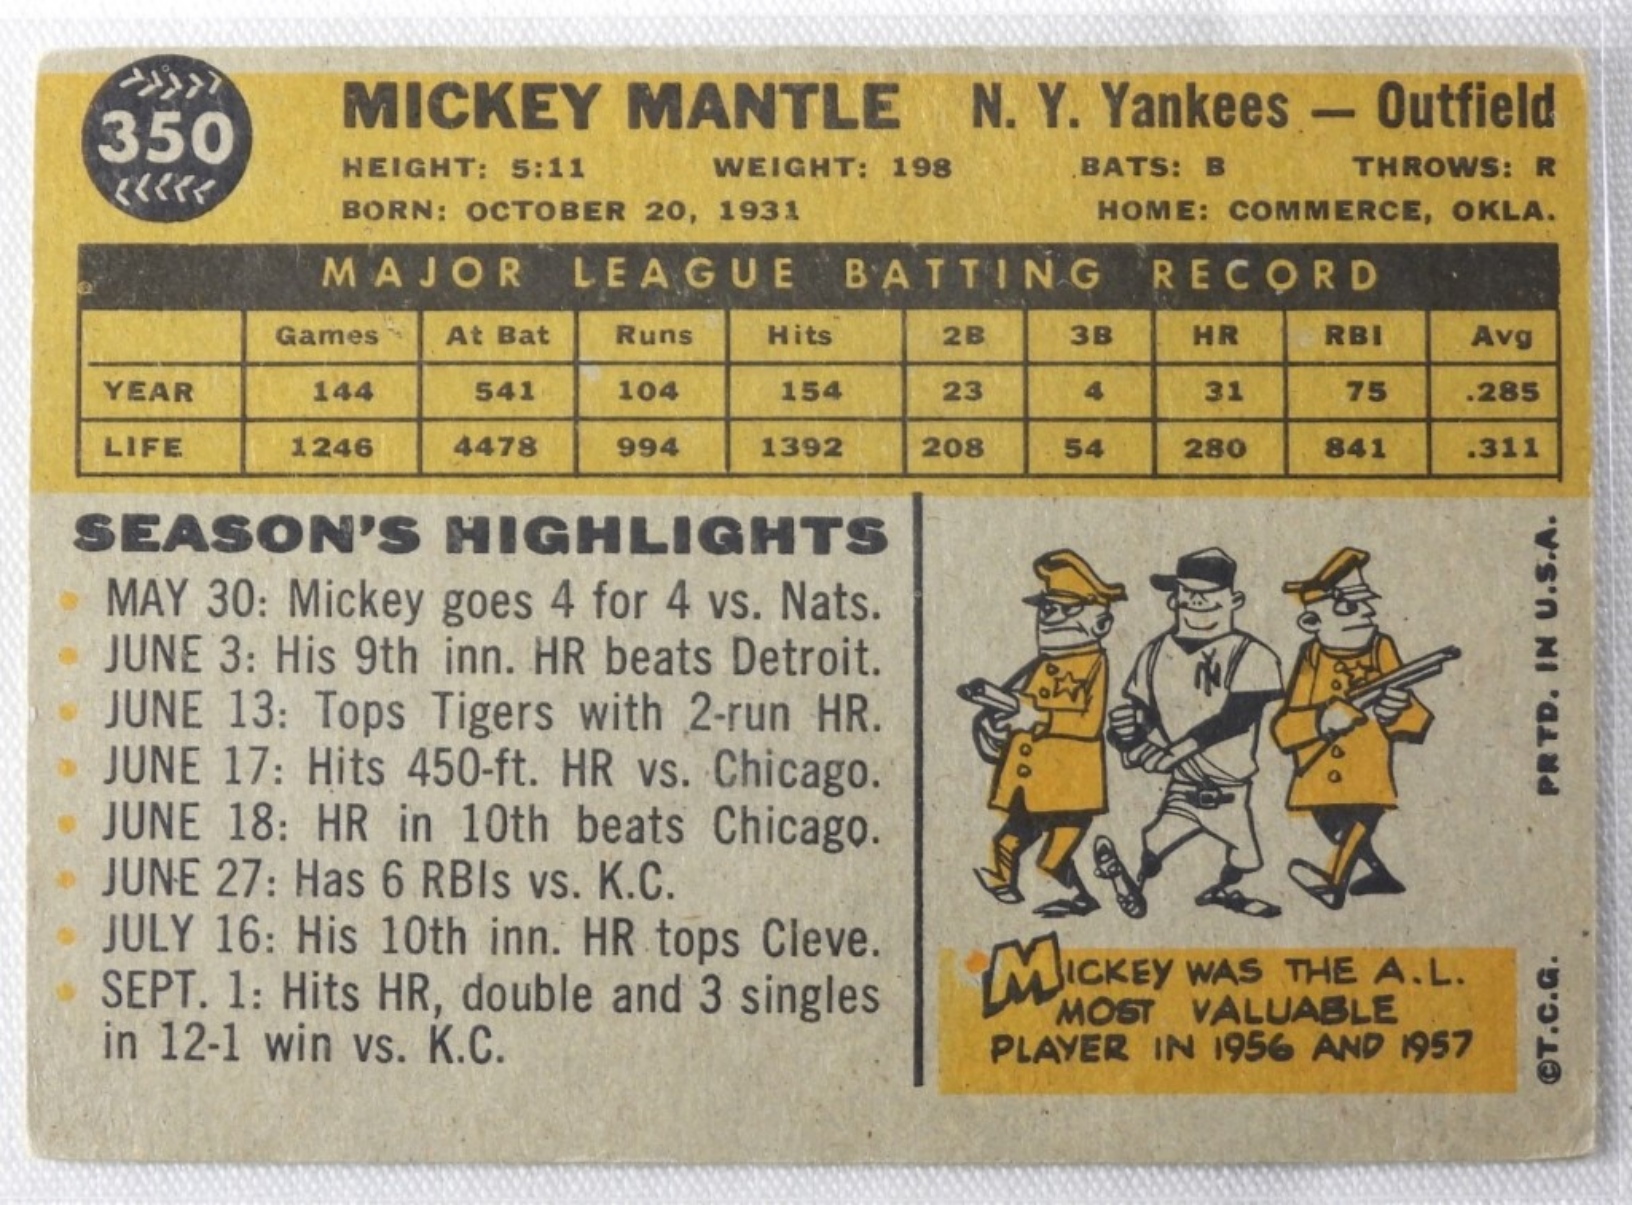 350
MICKEY MANTLE N. Y. Yankees — Outfield
HEIGHT: 5:11 WEIGHT: 198 BATS: B THROWS: R
BORN: OCTOBER 20, 1931 HOME: COMMERCE, OKLA.
MAJOR LEAGUE BATTING RECORD
Games At Bat Runs Hits 2B 3B HR RBI Avg
YEAR 144 541 104 154 23 4 31 75 .285
LIFE 1246 4478 994 1392 208 54 280 841 .311
SEASON'S HIGHLIGHTS
• MAY 30: Mickey goes 4 for 4 vs. Nats.
• JUNE 3: His 9th inn. HR beats Detroit.
• JUNE 13: Tops Tigers with 2-run HR.
• JUNE 17: Hits 450-ft. HR vs. Chicago.
• JUNE 18: HR in 10th beats Chicago.
• JUNE 27: Has 6 RBIs vs. K.C.
• JULY 16: His 10th inn. HR tops Cleve.
• SEPT. 1: Hits HR, double and 3 singles
in 12-1 win vs. K.C.
NY
MICKEY WAS THE A.L.
MOST VALUABLE
PLAYER IN 1956 AND 1957
©T.C.G. PRTD. IN U.S.A.